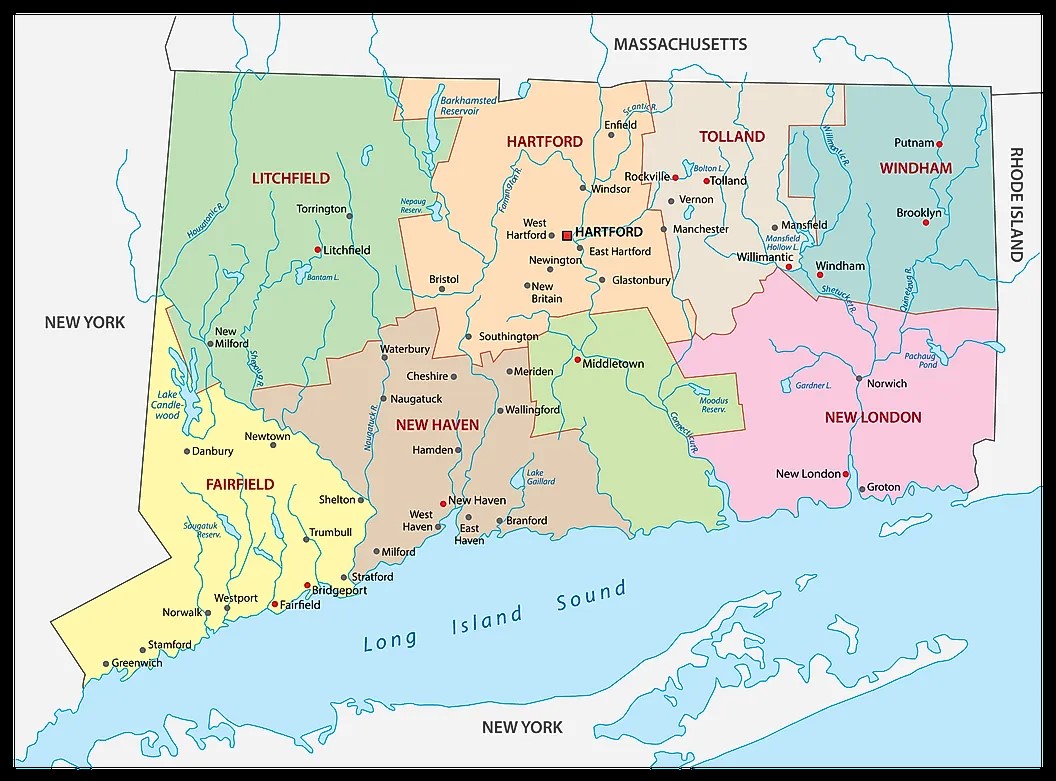 MASSACHUSETTS
Barkhamsted
Reservoir
Scantic R.
Enfield
HARTFORD
TOLLAND
Willimantic R.
Putnam
WINDHAM
RHODE ISLAND
LITCHFIELD
Farmington R.
Rockville
Bolton L.
Tolland
Windsor
Vernon
Nepaug
Reserv.
Housatonic R.
Torrington
Brooklyn
West
Hartford
HARTFORD
Manchester
Mansfield
Mansfield
Hollow L.
Litchfield
East Hartford
Newington
Willimantic
Windham
Bantam L.
Bristol
New
Britain
Glastonbury
Shetucket R.
Quinebaug R.
NEW YORK
New
Milford
Southington
Waterbury
Shepaug R.
Meriden
Middletown
Pachaug
Pond
Cheshire
Norwich
Gardner L.
Lake
Candle-
wood
Naugatuck
Moodus
Reserv.
Wallingford
NEW HAVEN
Naugatuck R.
Connecticut R.
NEW LONDON
Newtown
Danbury
Hamden
FAIRFIELD
Lake
Gaillard
New London
Groton
Shelton
New Haven
Saugatuk
Reserv.
West
Haven
East
Haven
Branford
Trumbull
Milford
Stratford
Bridgeport
Westport
Fairfield
Norwalk
Long Island Sound
Stamford
Greenwich
NEW YORK